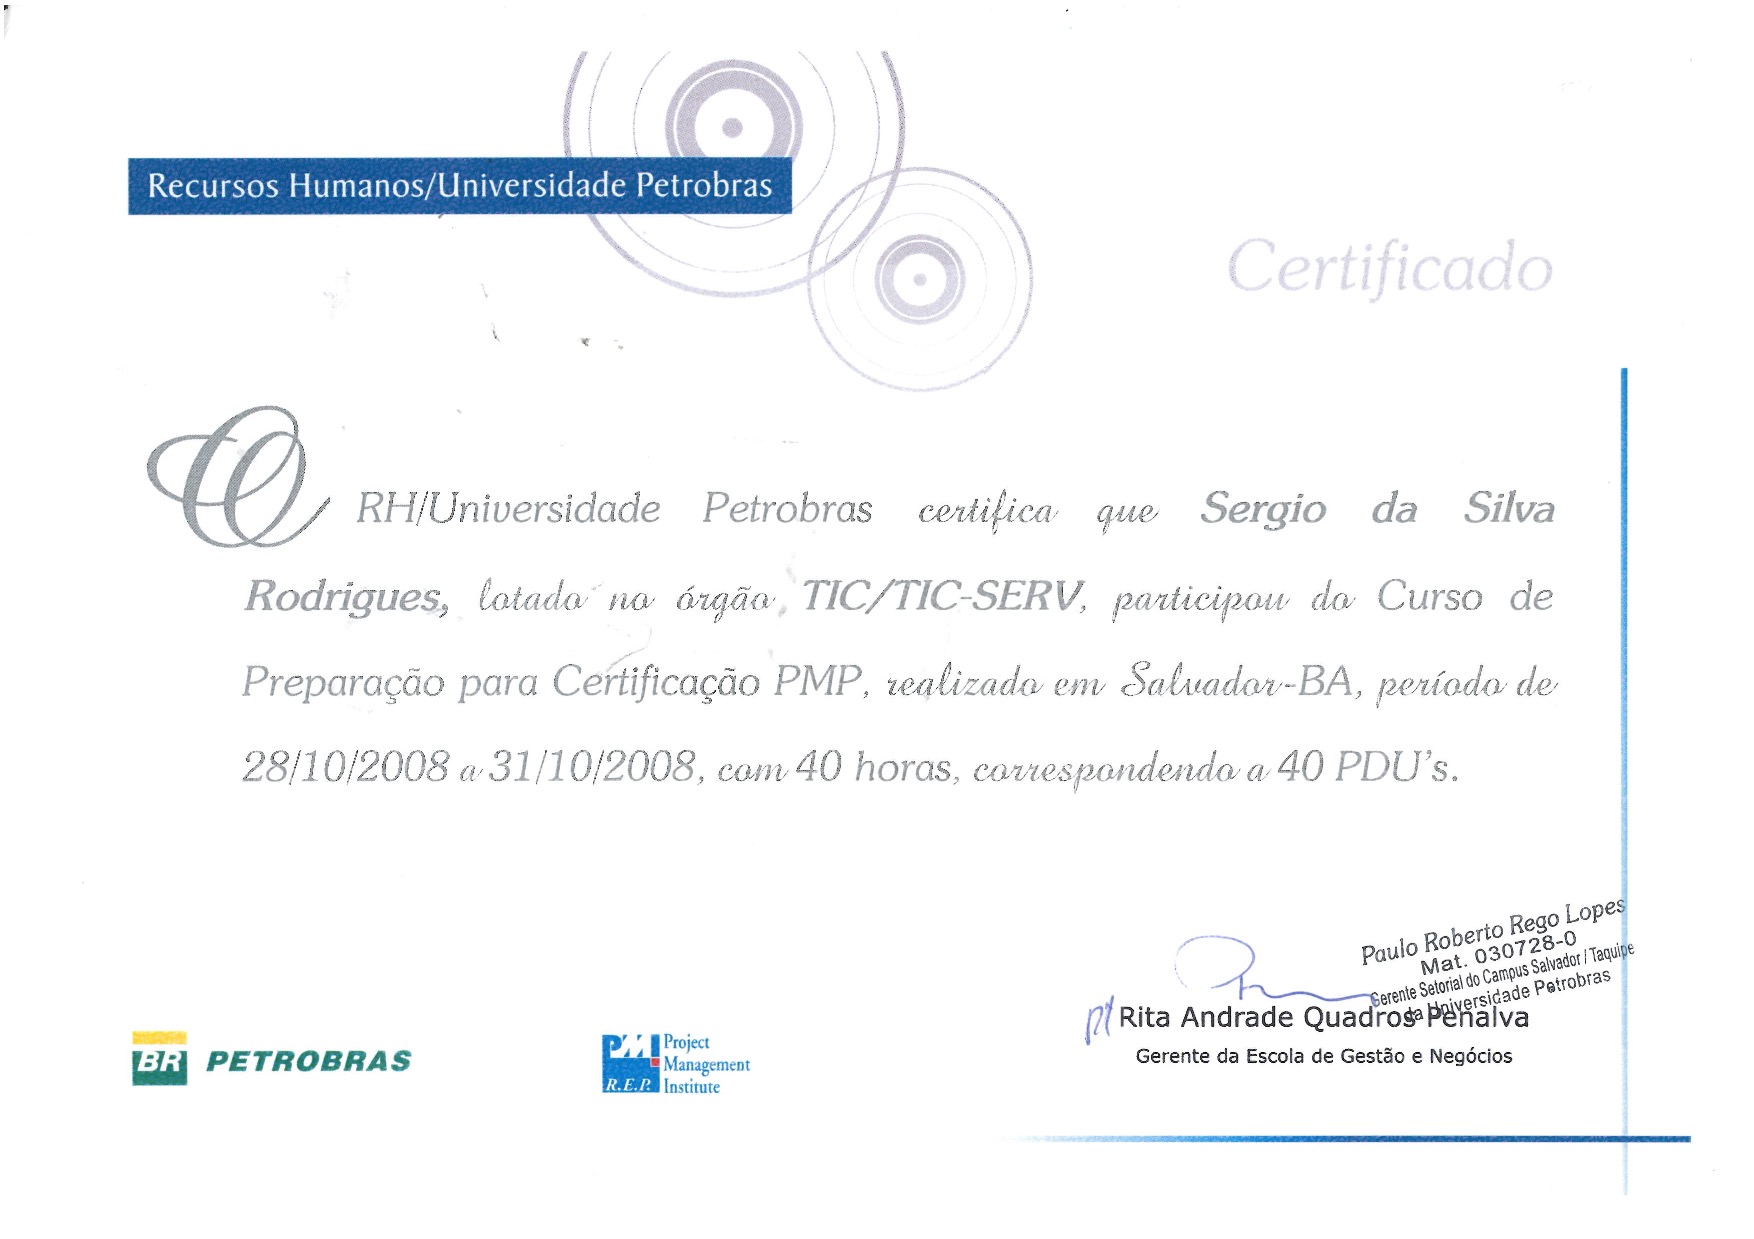 Recursos Humanos/Universidade Petrobras
Certificado
O RH/Universidade Petrobras certifica que Sergio da Silva
Rodrigues, lotado no órgão TIC/TIC-SERV, participou do Curso de
Preparação para Certificação PMP, realizado em Salvador-BA, período de
28/10/2008 a 31/10/2008, com 40 horas, correspondendo a 40 PDU's.
Paulo Roberto Rego Lopes
Mat. 030728-0
Gerente Setorial do Campus Salvador / Taquipe
da Universidade Petrobras
p/ Rita Andrade Quadros Penalva
Gerente da Escola de Gestão e Negócios
BR PETROBRAS
PMI Project
Management
R.E.P. Institute